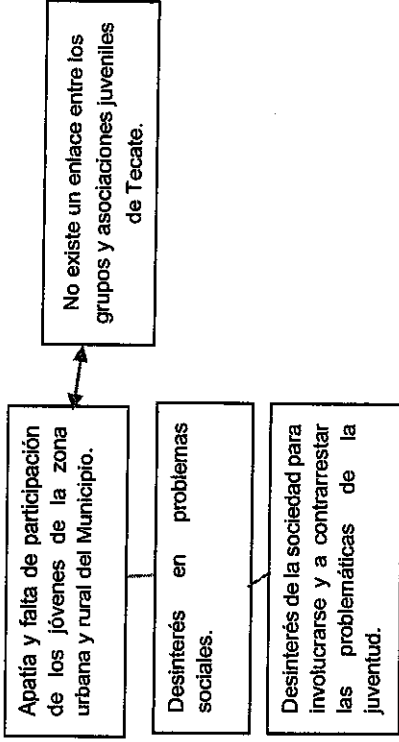 Apatía y falta de participación
de los jóvenes de la zona
urbana y rural del Municipio.
No existe un enlace entre los
grupos y asociaciones juveniles
de Tecate.
Desinterés en problemas
sociales.
Desinterés de la sociedad para
involucrarse y a contrarrestar
las problemáticas de la
juventud.